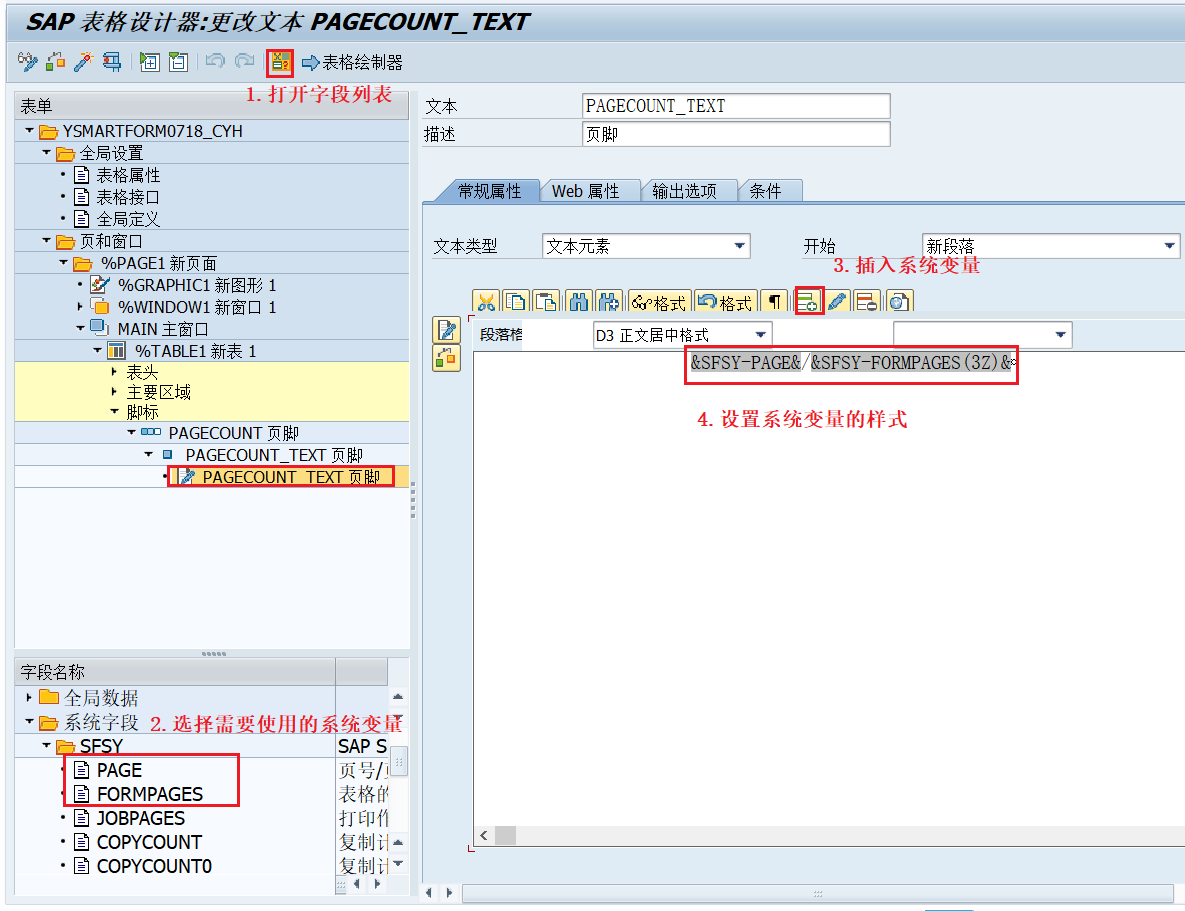 SAP 表格设计器:更改文本 PAGECOUNT_TEXT
表格绘制器
1.打开字段列表
表单
YSMARTFORM0718_CYH
全局设置
表格属性
表格接口
全局定义
页和窗口
%PAGE1 新页面
%GRAPHIC1 新图形 1
%WINDOW1 新窗口 1
MAIN 主窗口
%TABLE1 新表 1
表头
主要区域
脚标
PAGECOUNT 页脚
PAGECOUNT_TEXT 页脚
PAGECOUNT_TEXT 页脚
文本 PAGECOUNT_TEXT
描述 页脚
常规属性 Web 属性 输出选项 条件
文本类型 文本元素 开始 新段落
3.插入系统变量
格式 格式
段落格 D3 正文居中格式
&SFSY-PAGE&/&SFSY-FORMPAGES(3Z)&
4.设置系统变量的样式
字段名称
全局数据
系统字段
2.选择需要使用的系统变量
SFSY SAP S
PAGE 页号/
FORMPAGES 表格的
JOBPAGES 打印作
COPYCOUNT 复制计
COPYCOUNT0 复制计